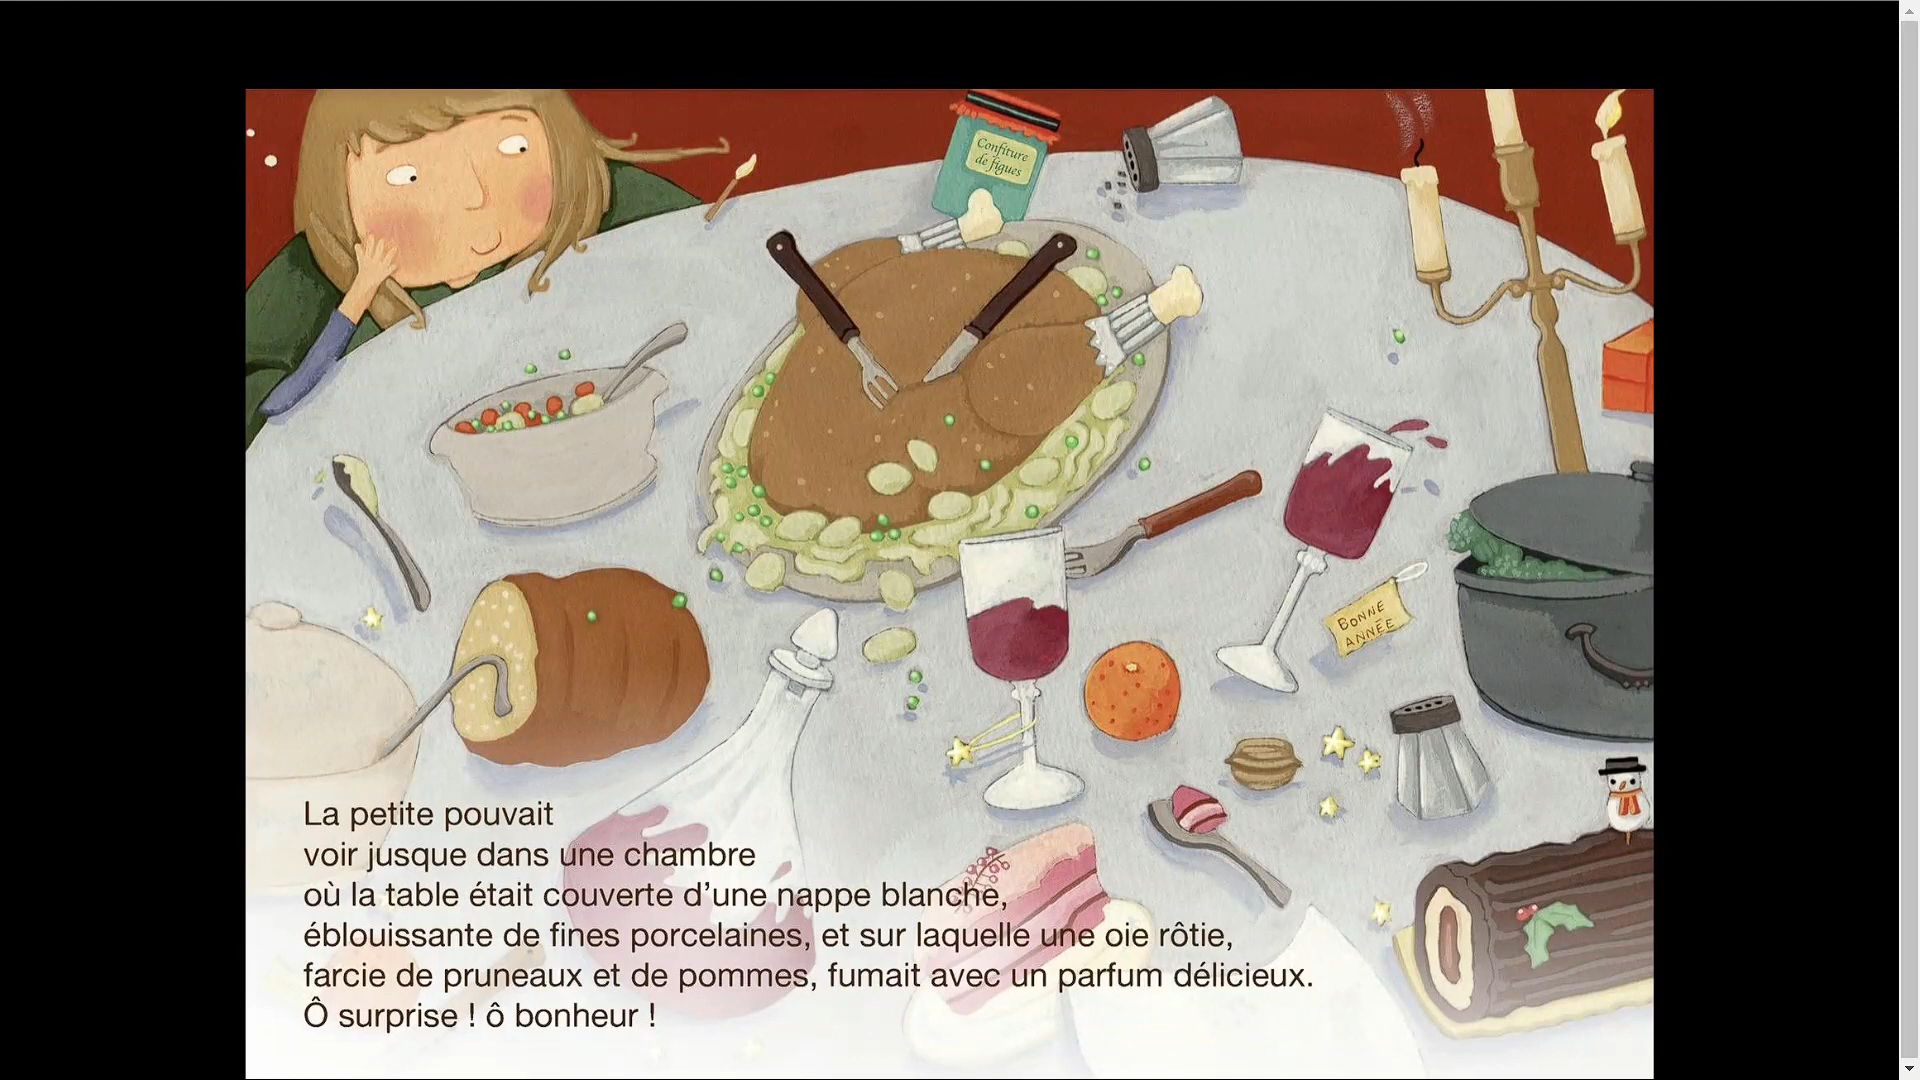 Confiture
de figues
BONNE
ANNÉE
La petite pouvait
voir jusque dans une chambre
où la table était couverte d’une nappe blanche,
éblouissante de fines porcelaines, et sur laquelle une oie rôtie,
farcie de pruneaux et de pommes, fumait avec un parfum délicieux.
Ô surprise ! ô bonheur !